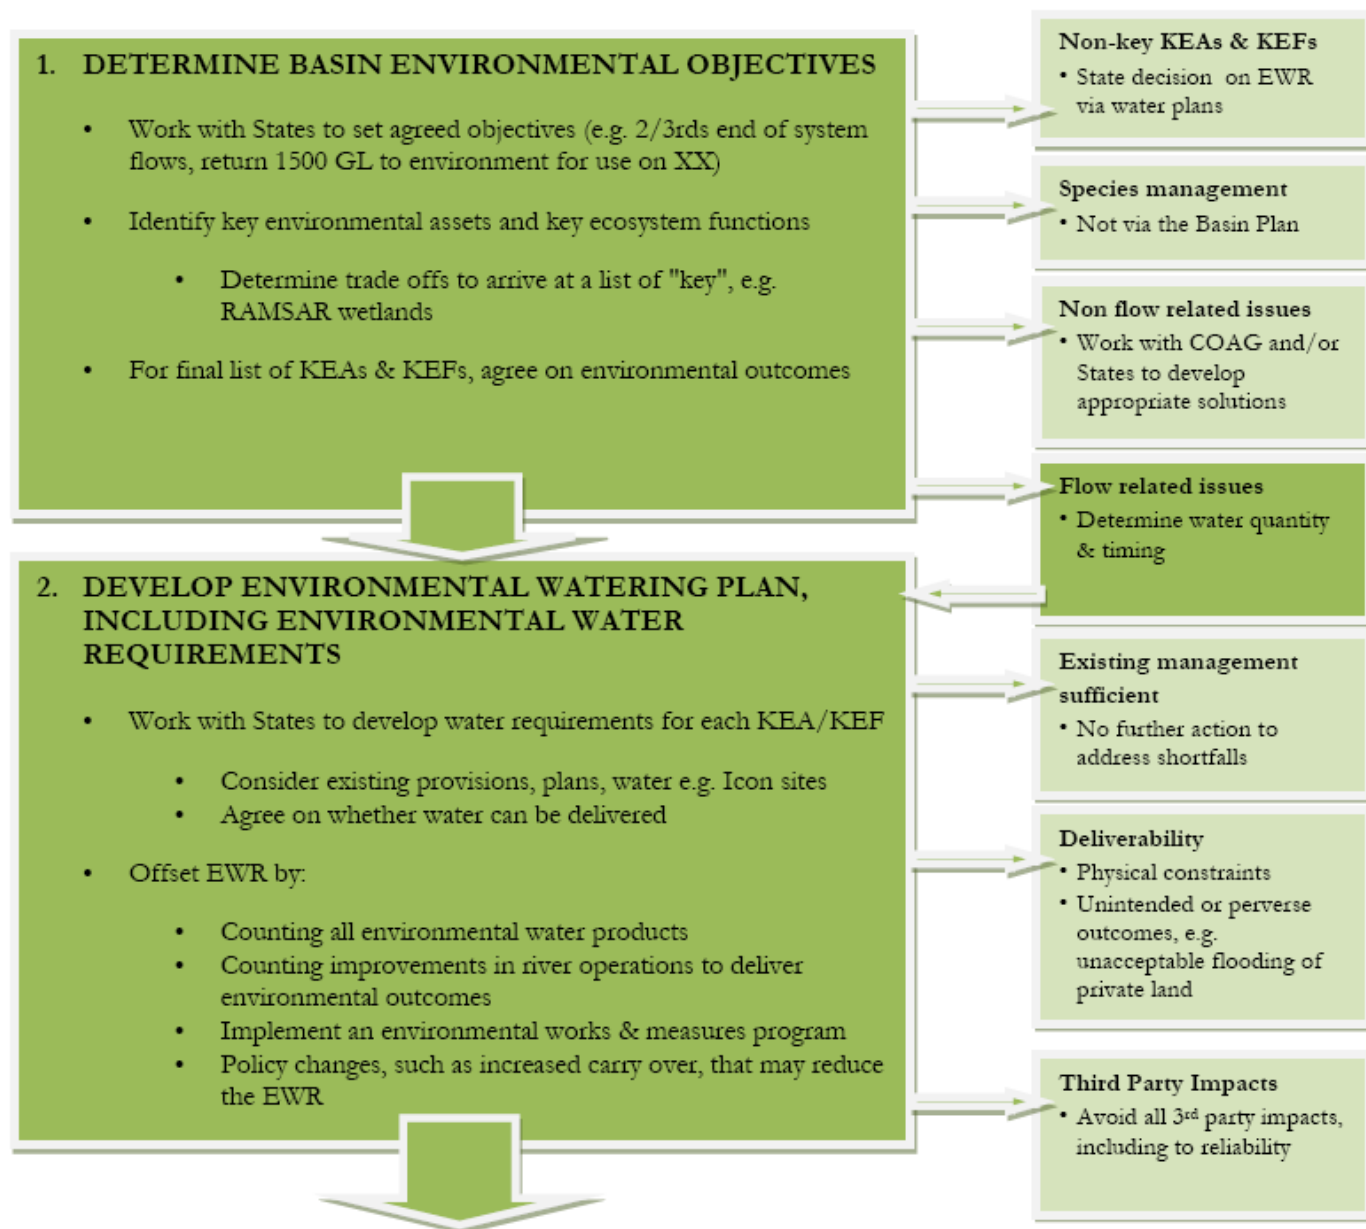 1. DETERMINE BASIN ENVIRONMENTAL OBJECTIVES
• Work with States to set agreed objectives (e.g. 2/3rds end of system
flows, return 1500 GL to environment for use on XX)
• Identify key environmental assets and key ecosystem functions
• Determine trade offs to arrive at a list of "key", e.g.
RAMSAR wetlands
• For final list of KEAs & KEFs, agree on environmental outcomes
Non-key KEAs & KEFs
• State decision on EWR
via water plans
Species management
• Not via the Basin Plan
Non flow related issues
• Work with COAG and/or
States to develop
appropriate solutions
Flow related issues
• Determine water quantity
& timing
2. DEVELOP ENVIRONMENTAL WATERING PLAN,
INCLUDING ENVIRONMENTAL WATER
REQUIREMENTS
• Work with States to develop water requirements for each KEA/KEF
• Consider existing provisions, plans, water e.g. Icon sites
• Agree on whether water can be delivered
• Offset EWR by:
• Counting all environmental water products
• Counting improvements in river operations to deliver
environmental outcomes
• Implement an environmental works & measures program
• Policy changes, such as increased carry over, that may reduce
the EWR
Existing management
sufficient
• No further action to
address shortfalls
Deliverability
• Physical constraints
• Unintended or perverse
outcomes, e.g.
unacceptable flooding of
private land
Third Party Impacts
• Avoid all 3rd party impacts,
including to reliability